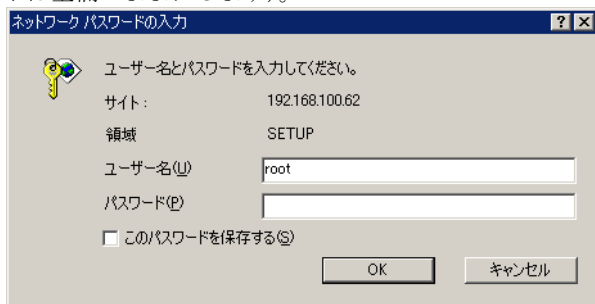 ネットワーク パスワードの入力
ユーザー名とパスワードを入力してください。
サイト: 192.168.100.62
領域 SETUP
ユーザー名(U) root
パスワード(P)
このパスワードを保存する(S)
OK キャンセル